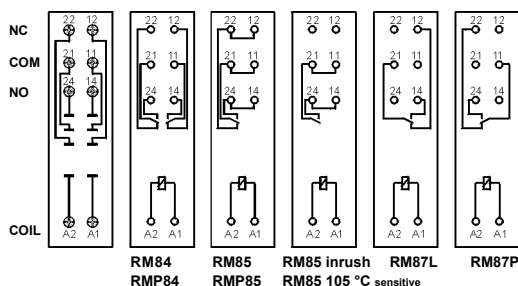 NC 22 12 22 12 22 12 22 12 22 12 22 12
COM 21 11 21 11 21 11 21 11 21 11 21 11
NO 24 14 24 14 24 14 24 14 24 14 24 14
COIL A2 A1 A2 A1 A2 A1 A2 A1 A2 A1 A2 A1
RM84 RM85 RM85 inrush RM87L RM87P
RMP84 RMP85 RM85 105 °C sensitive